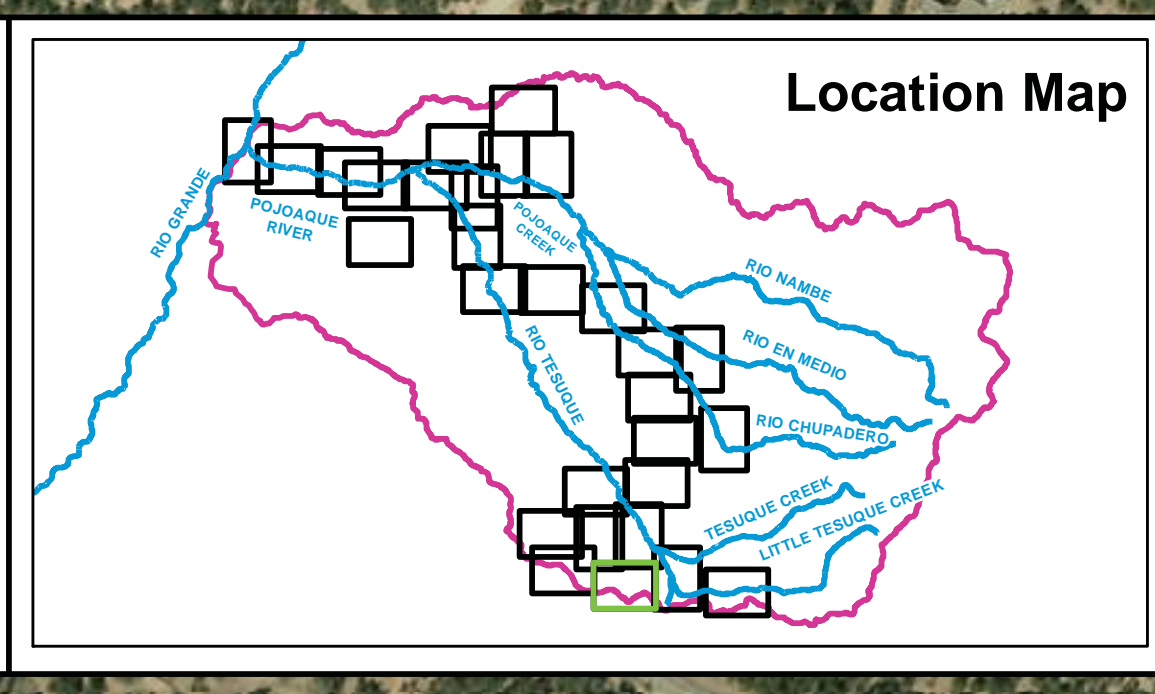 Location Map
RIO GRANDE
POJOAQUE
RIVER
POJOAQUE
CREEK
RIO NAMBE
RIO TESUQUE
RIO EN MEDIO
RIO CHUPADERO
TESUQUE CREEK
LITTLE TESUQUE CREEK